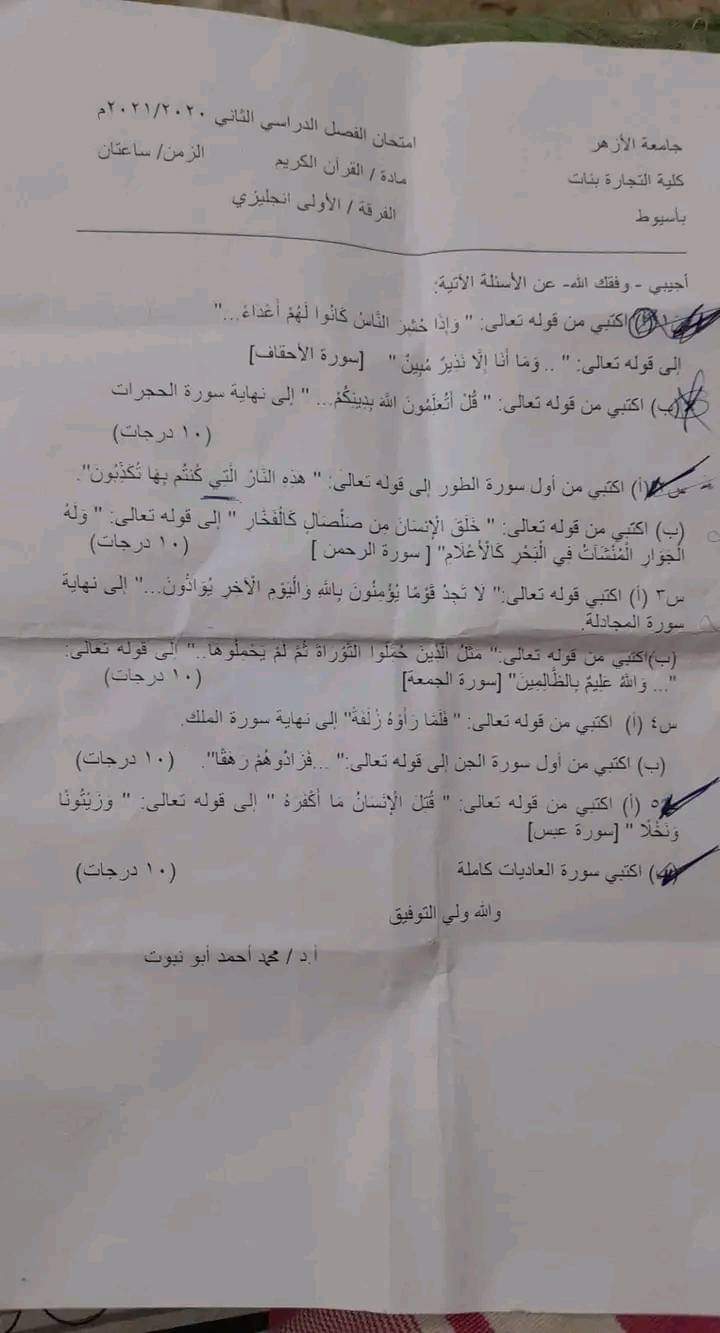 جامعة الأزهر
كلية التجارة بنات
بأسيوط
امتحان الفصل الدراسي الثاني ٢٠٢١/٢٠٢٠م
مادة / القرآن الكريم
الزمن/ ساعتان
الفرقة / الأولى انجليزي
أجيبي - وفقك الله- عن الأسئلة الآتية:
اكتبي من قوله تعالى: " وَإِذَا حُشِرَ النَّاسُ كَانُوا لَهُمْ أَعْدَاءً..."
إلى قوله تعالى: " .. وَمَا أَنَا إِلَّا نَذِيرٌ مُبِينٌ " [سورة الأحقاف]
(ب) اكتبي من قوله تعالى: " قُلْ أَتُعَلِّمُونَ اللَّهَ بِدِينِكُمْ... " إلى نهاية سورة الحجرات
(١٠ درجات)
(أ) اكتبي من أول سورة الطور إلى قوله تعالى: " هَذِهِ النَّارُ الَّتِي كُنْتُم بِهَا تُكَذِّبُونَ".
(ب) اكتبي من قوله تعالى: " خَلَقَ الْإِنسَانَ مِن صَلْصَالٍ كَالْفَخَّارِ " إلى قوله تعالى: " وَلَهُ
الْجَوَارِ الْمُنْشَآتُ فِي الْبَحْرِ كَالْأَعْلَامِ" [ سورة الرحمن ] (١٠ درجات)
س٣ (أ) اكتبي من قوله تعالى:" لَا تَجِدُ قَوْمًا يُؤْمِنُونَ بِاللَّهِ وَالْيَوْمِ الْآخِرِ يُوَادُّونَ..." إلى نهاية
سورة المجادلة.
(ب)اكتبي من قوله تعالى:" مَثَلُ الَّذِينَ حُمِّلُوا التَّوْرَاةَ ثُمَّ لَمْ يَحْمِلُوهَا.." إلى قوله تعالى:
"... وَاللَّهُ عَلِيمٌ بِالظَّالِمِينَ" [سورة الجمعة] (١٠ درجات)
س٤ (أ) اكتبي من قوله تعالى: " فَلَمَّا رَأَوْهُ زُلْفَةً" إلى نهاية سورة الملك.
(ب) اكتبي من أول سورة الجن إلى قوله تعالى:" ...فَزَادُوهُمْ رَهَقًا". (١٠ درجات)
س٥ (أ) اكتبي من قوله تعالى: " قُتِلَ الْإِنسَانُ مَا أَكْفَرَهُ " إلى قوله تعالى: " وَزَيْتُونًا
وَنَخْلًا " [سورة عبس]
(ب) اكتبي سورة العاديات كاملة (١٠ درجات)
والله ولي التوفيق
أ.د / محمد أحمد أبو نبوت